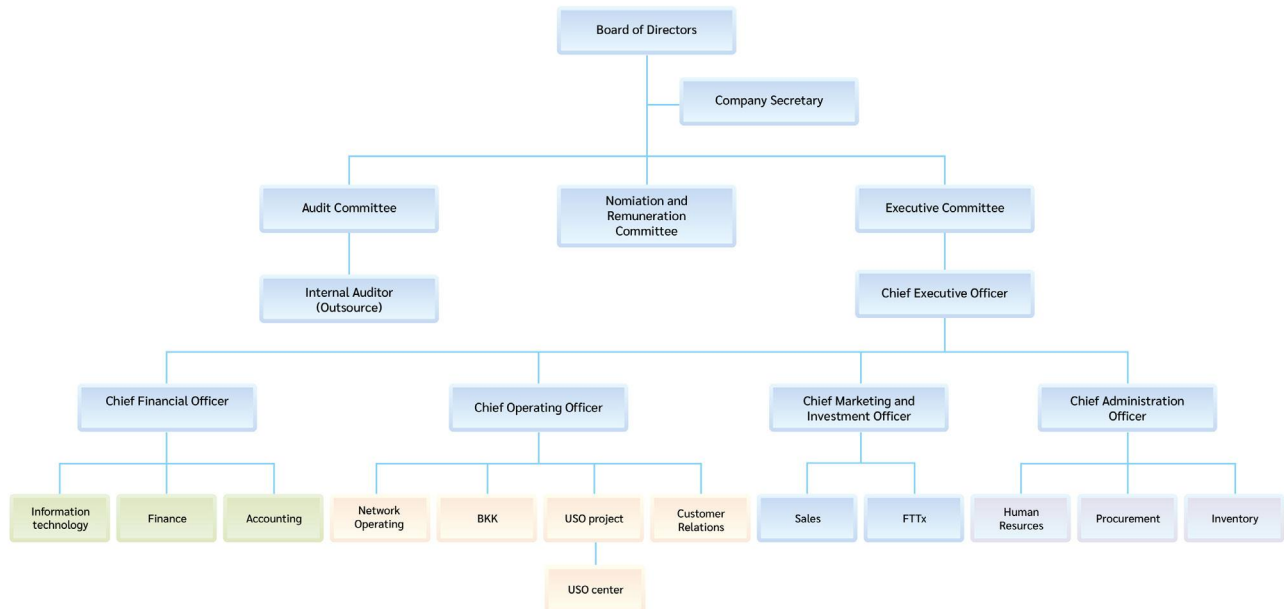 Board of Directors
Company Secretary
Audit Committee
Nomiation and
Remuneration
Committee
Executive Committee
Internal Auditor
(Outsource)
Chief Executive Officer
Chief Financial Officer
Chief Operating Officer
Chief Marketing and
Investment Officer
Chief Administration
Officer
Information
technology
Finance
Accounting
Network
Operating
BKK
USO project
Customer
Relations
Sales
FTTx
Human
Resurces
Procurement
Inventory
USO center